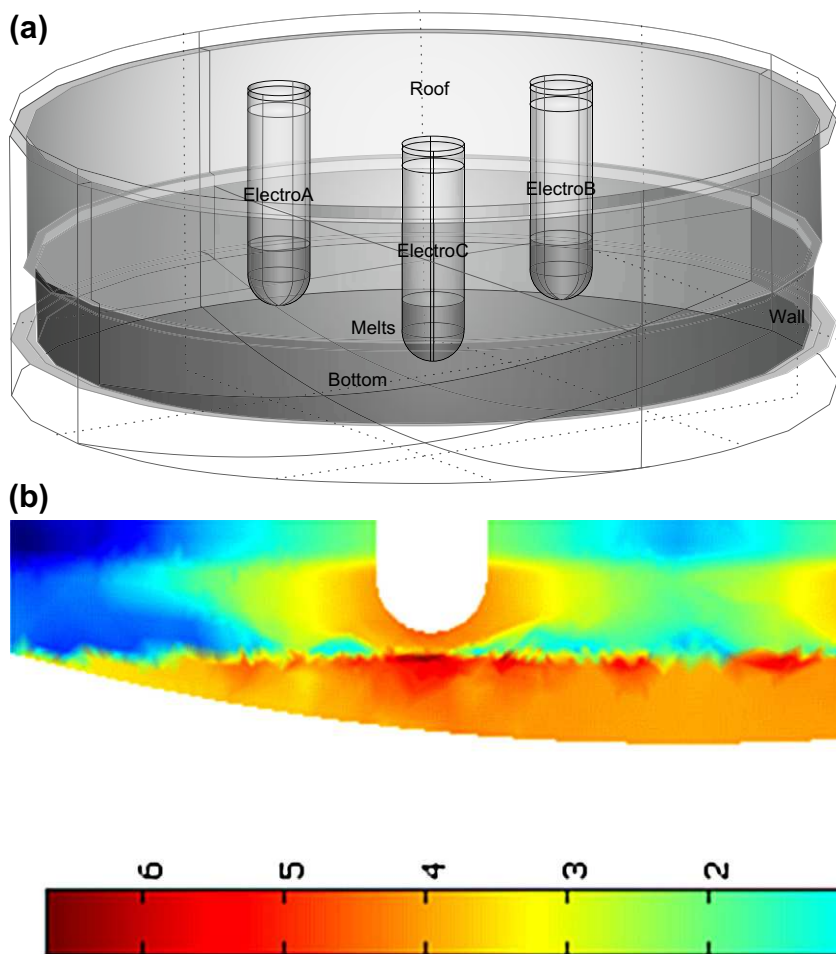 (a)
Roof
ElectroA
ElectroB
ElectroC
Wall
Melts
Bottom
(b)
6 5 4 3 2